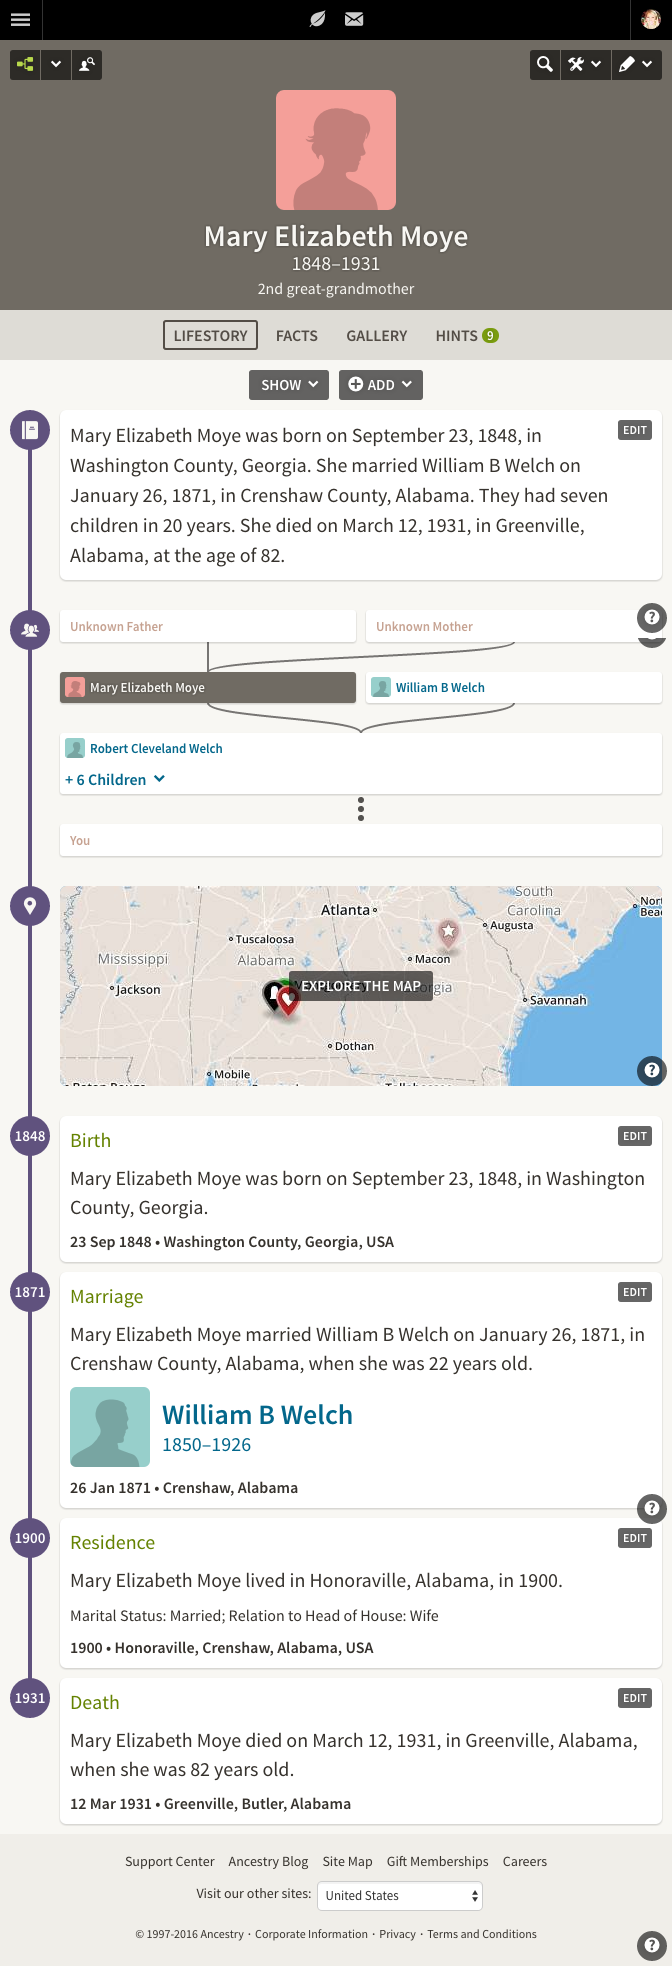 Mary Elizabeth Moye
1848–1931
2nd great-grandmother
LIFESTORY FACTS GALLERY HINTS 9
SHOW ADD
EDIT
Mary Elizabeth Moye was born on September 23, 1848, in
Washington County, Georgia. She married William B Welch on
January 26, 1871, in Crenshaw County, Alabama. They had seven
children in 20 years. She died on March 12, 1931, in Greenville,
Alabama, at the age of 82.
Unknown Father Unknown Mother ?
Mary Elizabeth Moye William B Welch
Robert Cleveland Welch
+ 6 Children
You
South
Carolina
Atlanta
Augusta
Tuscaloosa
Mississippi
Alabama
Macon
Jackson
EXPLORE THE MAP
Savannah
Dothan
Mobile
?
1848 Birth EDIT
Mary Elizabeth Moye was born on September 23, 1848, in Washington
County, Georgia.
23 Sep 1848 • Washington County, Georgia, USA
1871 Marriage EDIT
Mary Elizabeth Moye married William B Welch on January 26, 1871, in
Crenshaw County, Alabama, when she was 22 years old.
William B Welch
1850–1926
26 Jan 1871 • Crenshaw, Alabama
?
1900 Residence EDIT
Mary Elizabeth Moye lived in Honoraville, Alabama, in 1900.
Marital Status: Married; Relation to Head of House: Wife
1900 • Honoraville, Crenshaw, Alabama, USA
1931 Death EDIT
Mary Elizabeth Moye died on March 12, 1931, in Greenville, Alabama,
when she was 82 years old.
12 Mar 1931 • Greenville, Butler, Alabama
Support Center Ancestry Blog Site Map Gift Memberships Careers
Visit our other sites: United States
© 1997-2016 Ancestry · Corporate Information · Privacy · Terms and Conditions
?